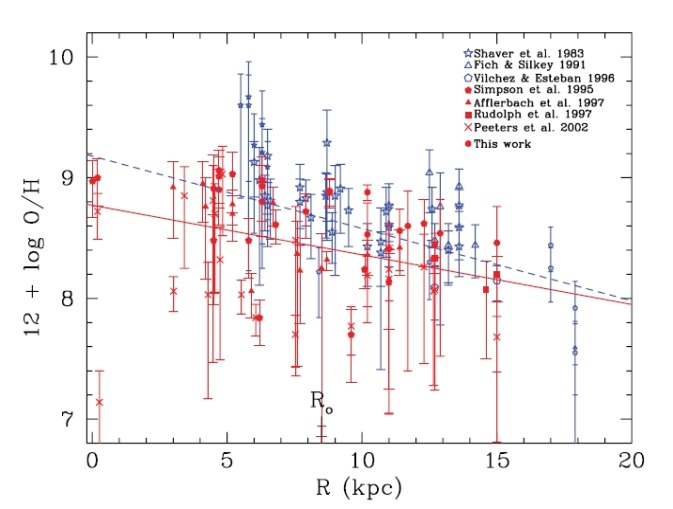 10
9
8
7
12 + log O/H
Shaver et al. 1983
Fich & Silkey 1991
Vilchez & Esteban 1996
Simpson et al. 1995
Afflerbach et al. 1997
Rudolph et al. 1997
Peeters et al. 2002
This work
Ro
0 5 10 15 20
R (kpc)